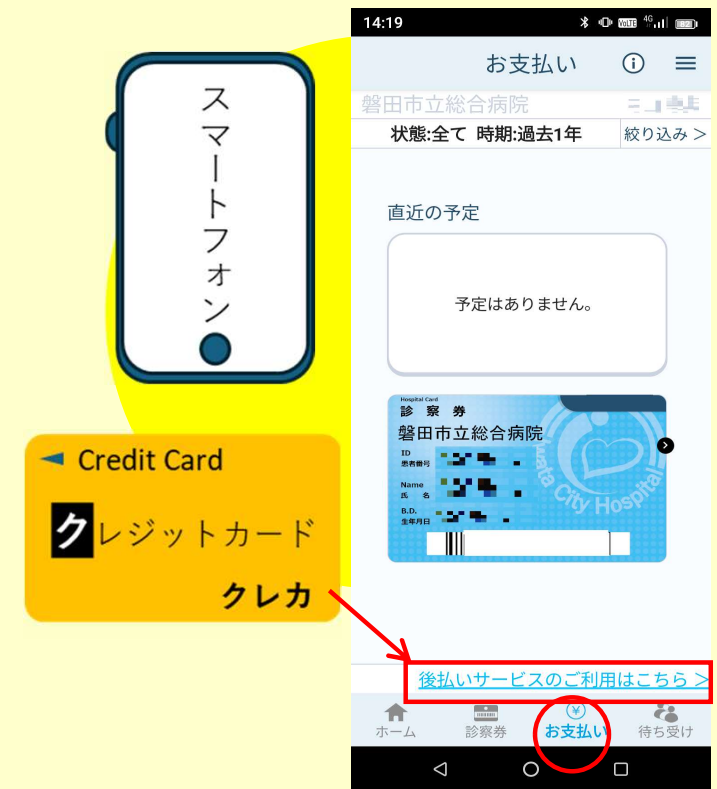 スマートフォン
Credit Card
クレジットカード
クレカ
14:19
VoLTE 4G
お支払い
磐田市立総合病院
状態:全て 時期:過去1年
絞り込み >
直近の予定
予定はありません。
Hospital Card
診 察 券
磐田市立総合病院
ID
患者番号
Name
氏 名
B.D.
生年月日
Iwata City Hospital
後払いサービスのご利用はこちら >
ホーム
診察券
お支払い
待ち受け